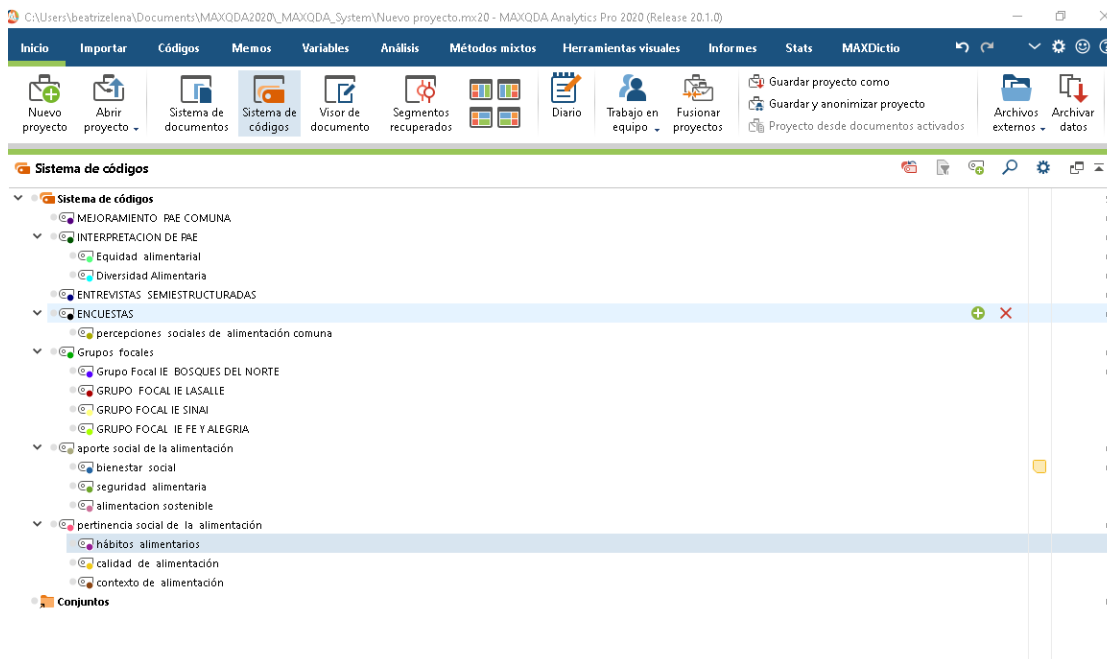 C:\Users\beatrizelena\Documents\MAXQDA2020\_MAXQDA_System\Nuevo proyecto.mx20 - MAXQDA Analytics Pro 2020 (Release 20.1.0)
Inicio Importar Códigos Memos Variables Análisis Métodos mixtos Herramientas visuales Informes Stats MAXDictio
Nuevo proyecto
Abrir proyecto
Sistema de documentos
Sistema de códigos
Visor de documento
Segmentos recuperados
Diario
Trabajo en equipo
Fusionar proyectos
Guardar proyecto como
Guardar y anonimizar proyecto
Proyecto desde documentos activados
Archivos externos
Archivar datos
Sistema de códigos
Sistema de códigos
MEJORAMIENTO PAE COMUNA
INTERPRETACION DE PAE
Equidad alimentarial
Diversidad Alimentaria
ENTREVISTAS SEMIESTRUCTURADAS
ENCUESTAS
percepciones sociales de alimentación comuna
Grupos focales
Grupo Focal IE BOSQUES DEL NORTE
GRUPO FOCAL IE LASALLE
GRUPO FOCAL IE SINAI
GRUPO FOCAL IE FE Y ALEGRIA
aporte social de la alimentación
bienestar social
seguridad alimentaria
alimentacion sostenible
pertinencia social de la alimentación
hábitos alimentarios
calidad de alimentación
contexto de alimentación
Conjuntos